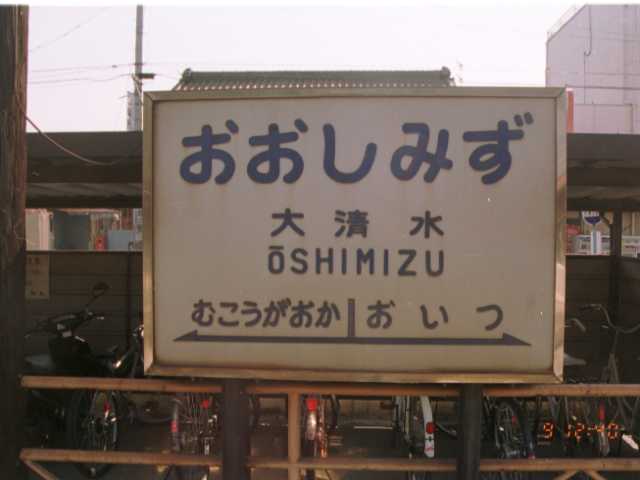 おおしみず
大清水
ŌSHIMIZU
むこうがおか おいつ
9 12:40